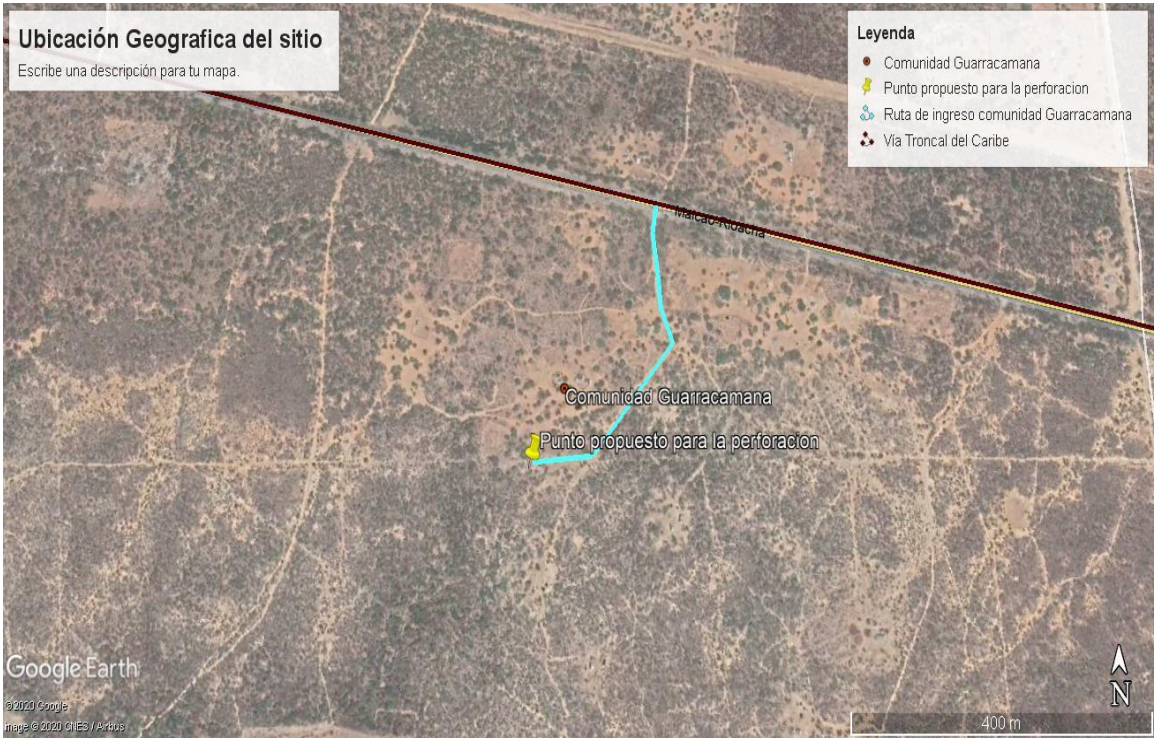 Ubicación Geografica del sitio
Escribe una descripción para tu mapa.
Leyenda
Comunidad Guarracamana
Punto propuesto para la perforacion
Ruta de ingreso comunidad Guarracamana
Vía Troncal del Caribe
Maicao-Rioacha
Comunidad Guarracamana
Punto propuesto para la perforacion
Google Earth
©2020 Google
Image © 2020 CNES / Airbus
N
400 m